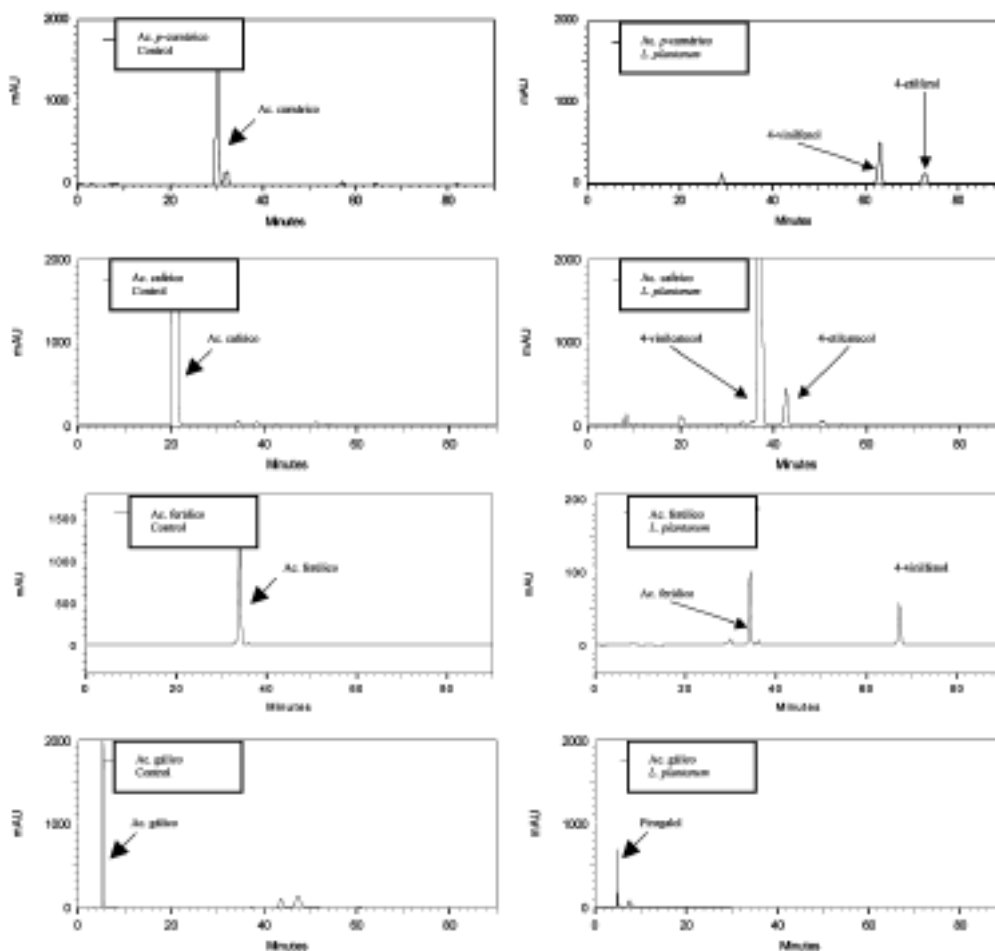 2000
Ac. p-cumárico
Control
mAU
1000
Ac. cumárico
0
0 20 40 60 80
Minutes
2000
Ac. p-cumárico
L. plantarum
mAU
1000
4-vinilfenol
0
0 20 40 60 80
Minutes
2000
Ac. cafeico
Control
mAU
1000
Ac. cafeico
0
0 20 40 60 80
Minutes
2000
Ac. cafeico
L. plantarum
mAU
1000
0
0 20 40 60 80
Minutes
1500
Ac. ferúlico
Control
mAU
1000
Ac. ferúlico
500
0
0 20 40 60 80
Minutes
200
Ac. ferúlico
L. plantarum
mAU
100
4-vinilfenol
Ac. ferúlico
0
0 20 40 60 80
Minutes
2000
Ac. gálico
Control
mAU
1000
Ac. gálico
0
0 20 40 60 80
Minutes
2000
Ac. gálico
L. plantarum
mAU
1000
Pirogalol
0
0 20 40 60 80
Minutes